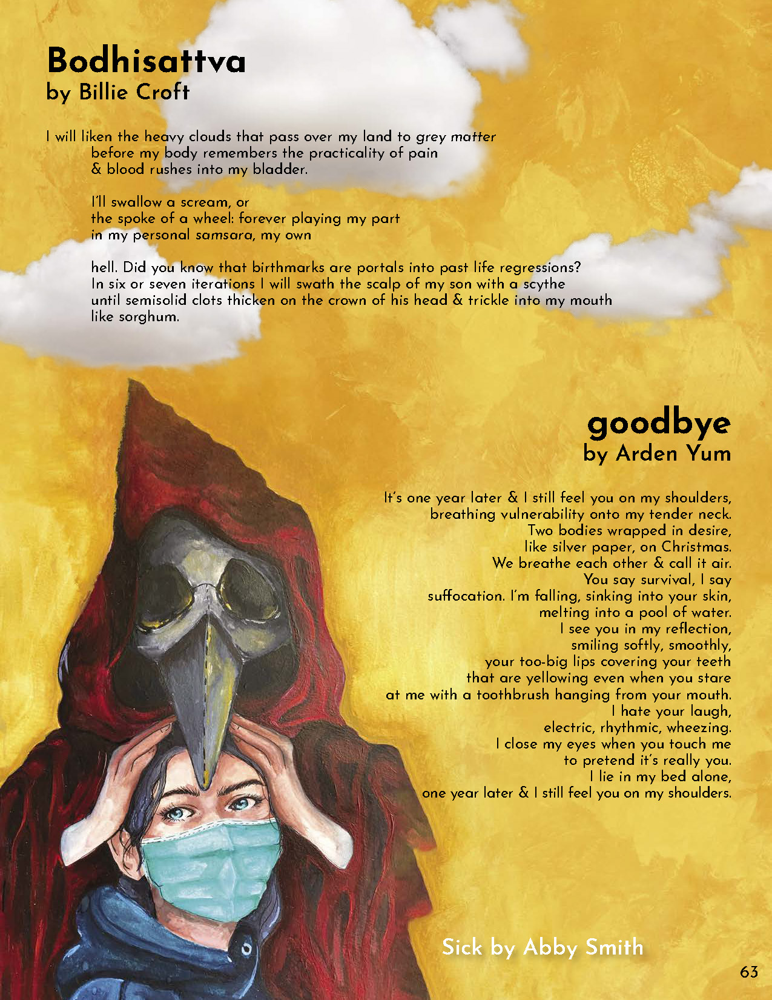 Bodhisattva
by Billie Croft
I will liken the heavy clouds that pass over my land to grey matter
before my body remembers the practicality of pain
& blood rushes into my bladder.
I'll swallow a scream, or
the spoke of a wheel: forever playing my part
in my personal samsara, my own
hell. Did you know that birthmarks are portals into past life regressions?
In six or seven iterations I will swath the scalp of my son with a scythe
until semisolid clots thicken on the crown of his head & trickle into my mouth
like sorghum.
goodbye
by Arden Yum
It's one year later & I still feel you on my shoulders,
breathing vulnerability onto my tender neck.
Two bodies wrapped in desire,
like silver paper, on Christmas.
We breathe each other & call it air.
You say survival, I say
suffocation. I'm falling, sinking into your skin,
melting into a pool of water.
I see you in my reflection,
smiling softly, smoothly,
your too-big lips covering your teeth
that are yellowing even when you stare
at me with a toothbrush hanging from your mouth.
I hate your laugh,
electric, rhythmic, wheezing.
I close my eyes when you touch me
to pretend it's really you.
I lie in my bed alone,
one year later & I still feel you on my shoulders.
Sick by Abby Smith
63